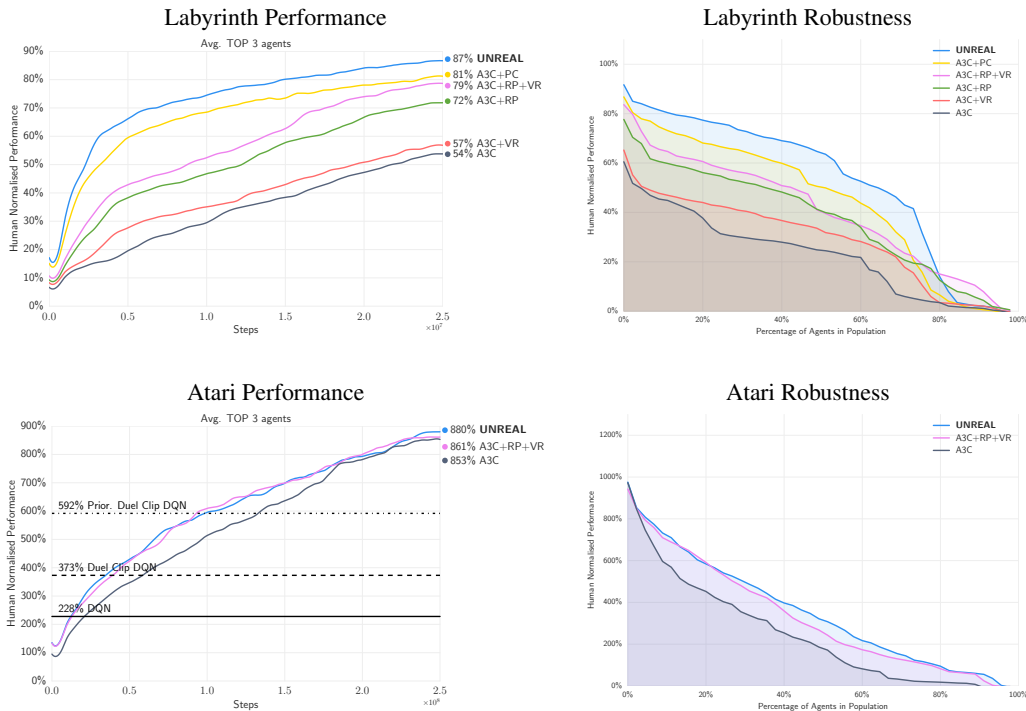 Labyrinth Performance
Avg. TOP 3 agents
Human Normalised Performance
90%
80%
70%
60%
50%
40%
30%
20%
10%
0%
0.0
0.5
1.0
1.5
2.0
2.5
Steps
×10⁷
87% UNREAL
81% A3C+PC
79% A3C+RP+VR
72% A3C+RP
57% A3C+VR
54% A3C
Labyrinth Robustness
Human Normalised Performance
100%
80%
60%
40%
20%
0%
0%
20%
40%
60%
80%
100%
Percentage of Agents in Population
UNREAL
A3C+PC
A3C+RP+VR
A3C+RP
A3C+VR
A3C
Atari Performance
Avg. TOP 3 agents
Human Normalised Performance
900%
800%
700%
600%
500%
400%
300%
200%
100%
0%
592% Prior. Duel Clip DQN
373% Duel Clip DQN
228% DQN
0.0
0.5
1.0
1.5
2.0
2.5
Steps
×10⁸
880% UNREAL
861% A3C+RP+VR
853% A3C
Atari Robustness
Human Normalised Performance
1200%
1000%
800%
600%
400%
200%
0%
0%
20%
40%
60%
80%
100%
Percentage of Agents in Population
UNREAL
A3C+RP+VR
A3C